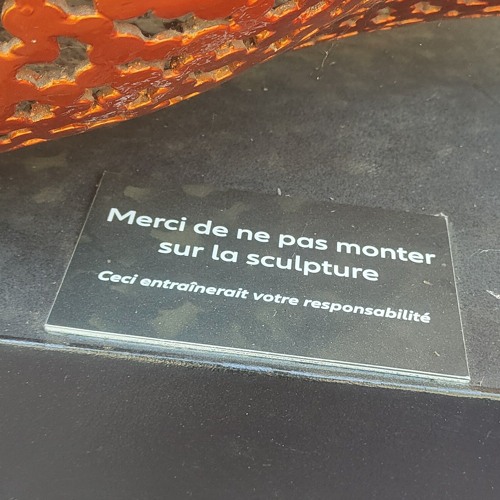 Merci de ne pas monter
sur la sculpture
Ceci entraînerait votre responsabilité